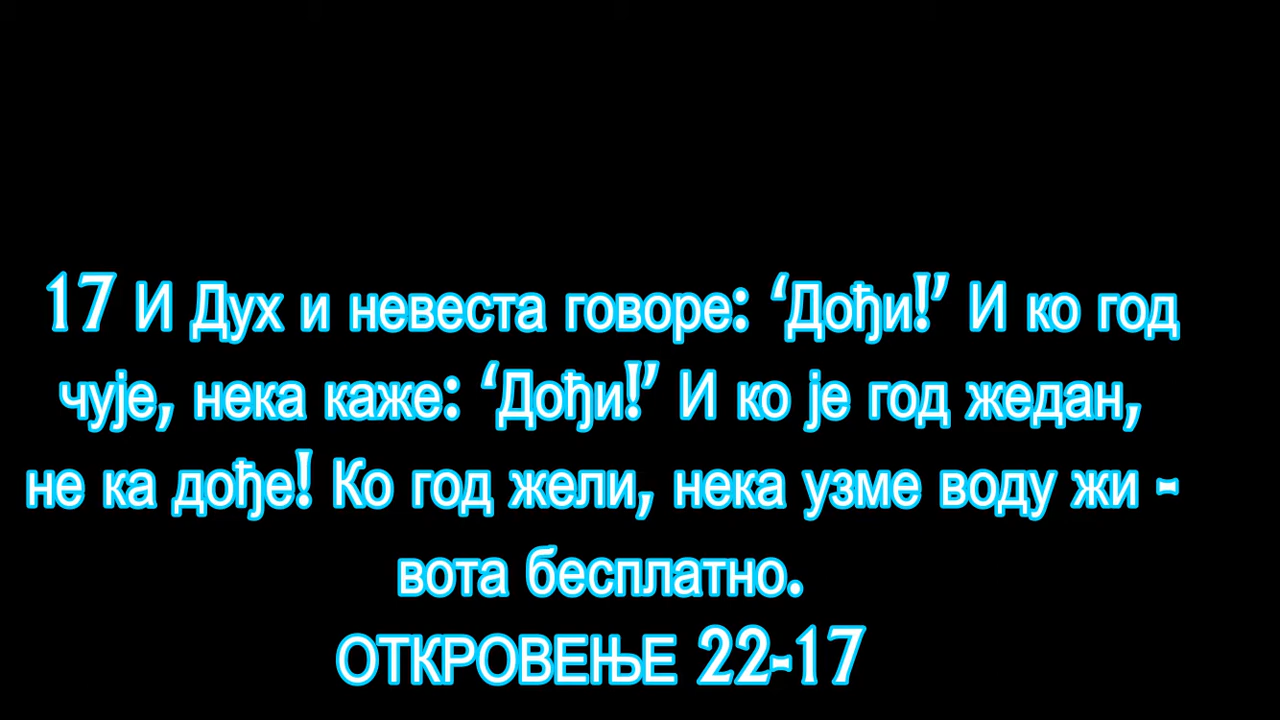 17 И Дух и невеста говоре: ‘Дођи!’ И ко год
чује, нека каже: ‘Дођи!’ И ко је год жедан,
не ка дође! Ко год жели, нека узме воду жи -
вота бесплатно.
ОТКРОВЕЊЕ 22-17